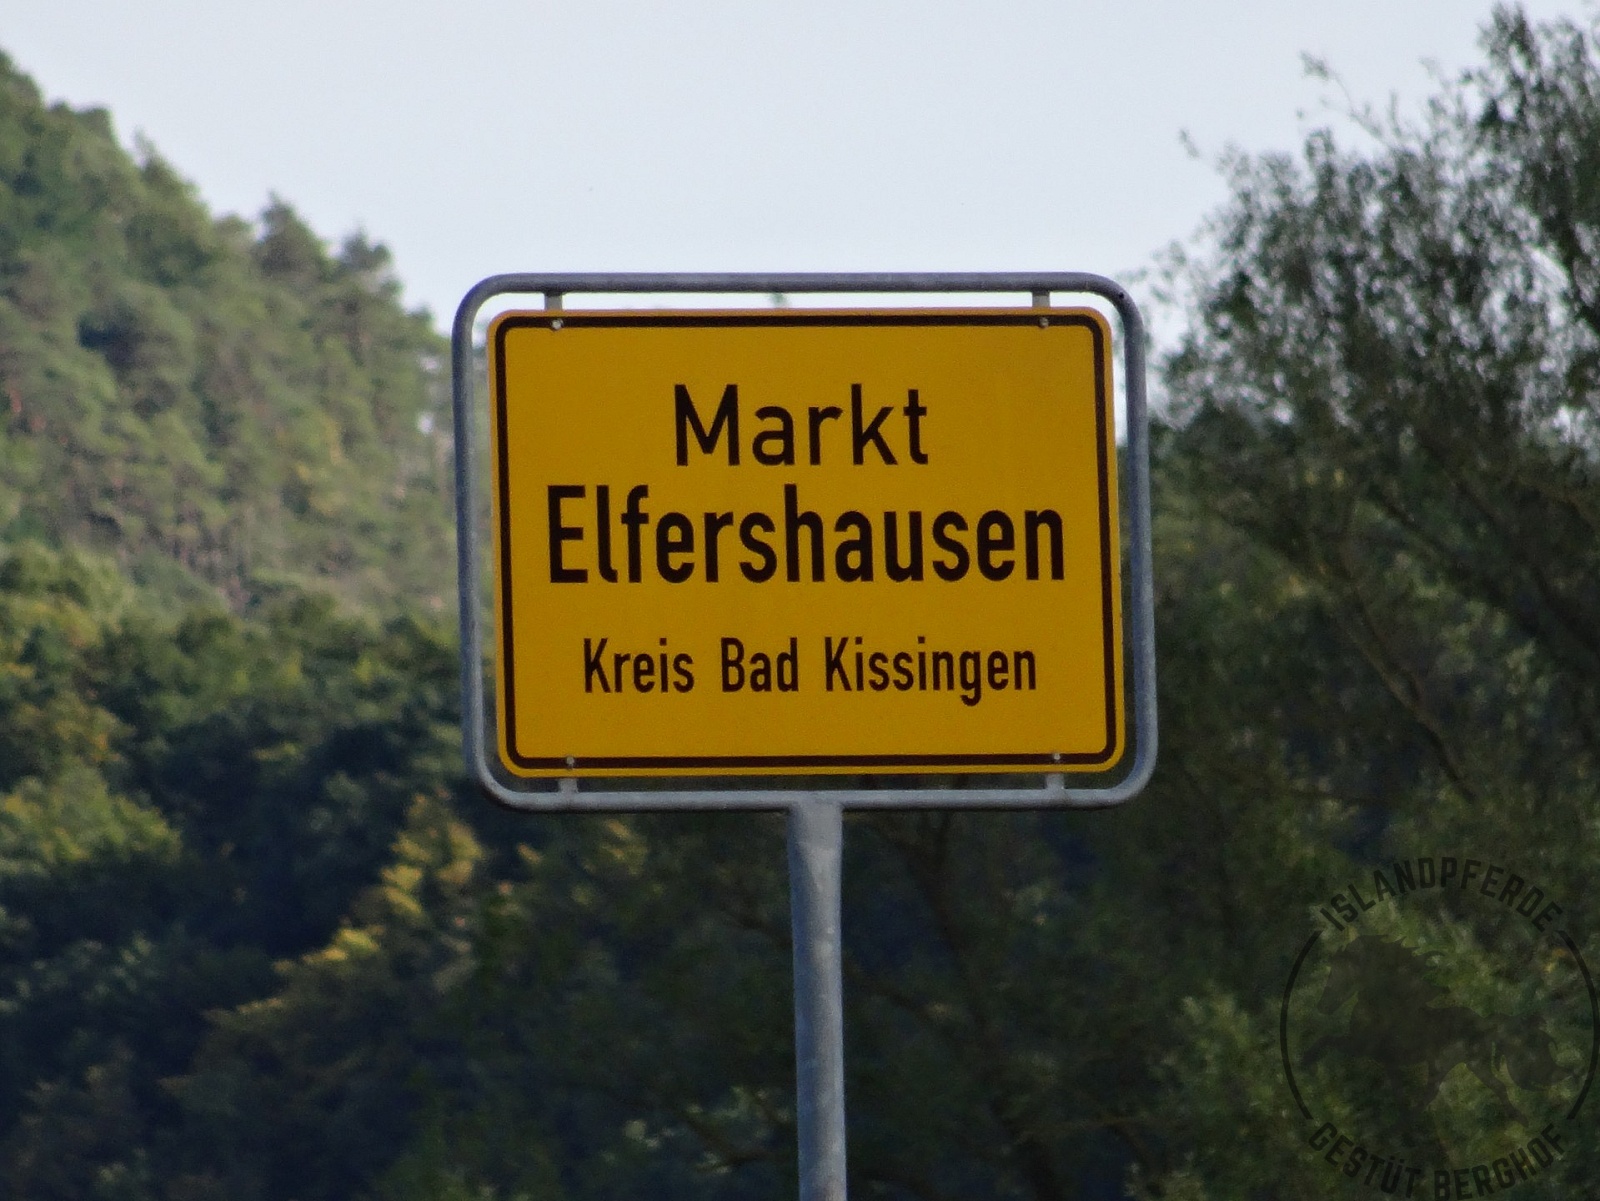 Markt
Elfershausen
Kreis Bad Kissingen
ISLANDPFERDE
GESTÜT BERGHOF